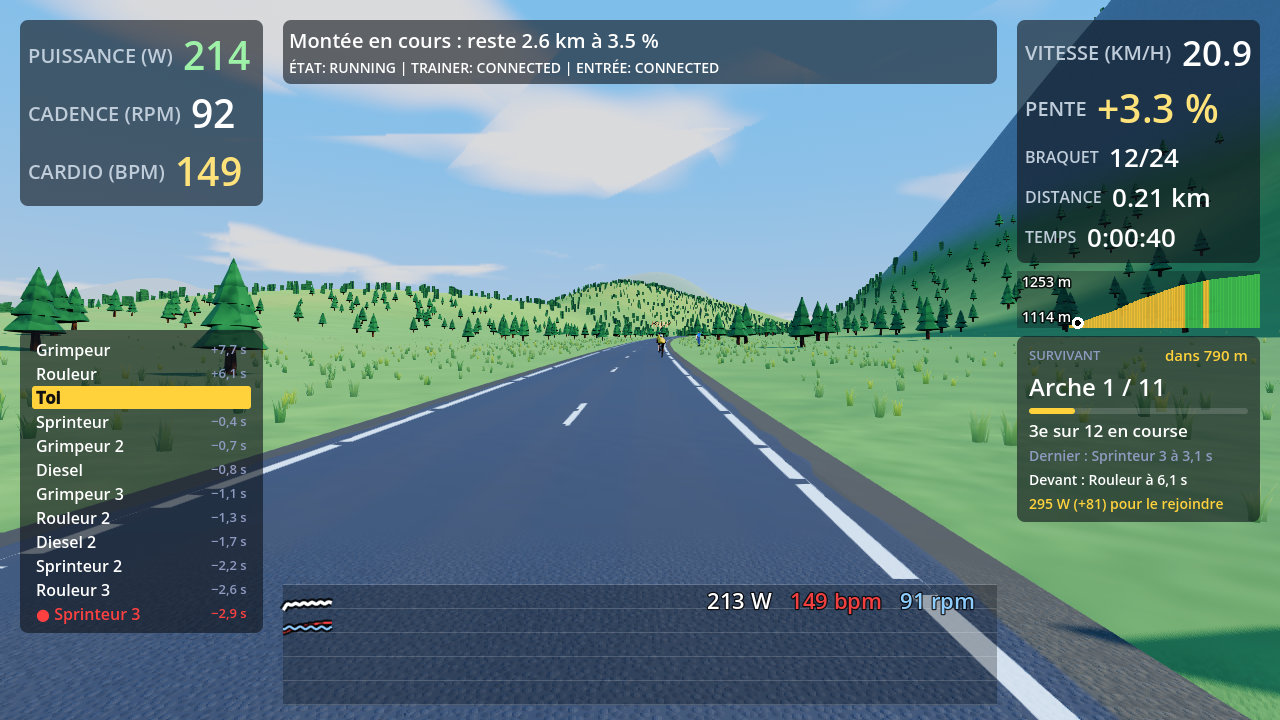 PUISSANCE (W) 214
CADENCE (RPM) 92
CARDIO (BPM) 149
Montée en cours : reste 2.6 km à 3.5 %
ÉTAT: RUNNING | TRAINER: CONNECTED | ENTRÉE: CONNECTED
VITESSE (KM/H) 20.9
PENTE +3.3 %
BRAQUET 12/24
DISTANCE 0.21 km
TEMPS 0:00:40
1253 m
1114 m
SURVIVANT dans 790 m
Arche 1 / 11
3e sur 12 en course
Dernier : Sprinteur 3 à 3,1 s
Devant : Rouleur à 6,1 s
295 W (+81) pour le rejoindre
Grimpeur +7,7 s
Rouleur +6,1 s
Toi
Sprinteur −0,4 s
Grimpeur 2 −0,7 s
Diesel −0,8 s
Grimpeur 3 −1,1 s
Rouleur 2 −1,3 s
Diesel 2 −1,7 s
Sprinteur 2 −2,2 s
Rouleur 3 −2,6 s
Sprinteur 3 −2,9 s
213 W 149 bpm 91 rpm